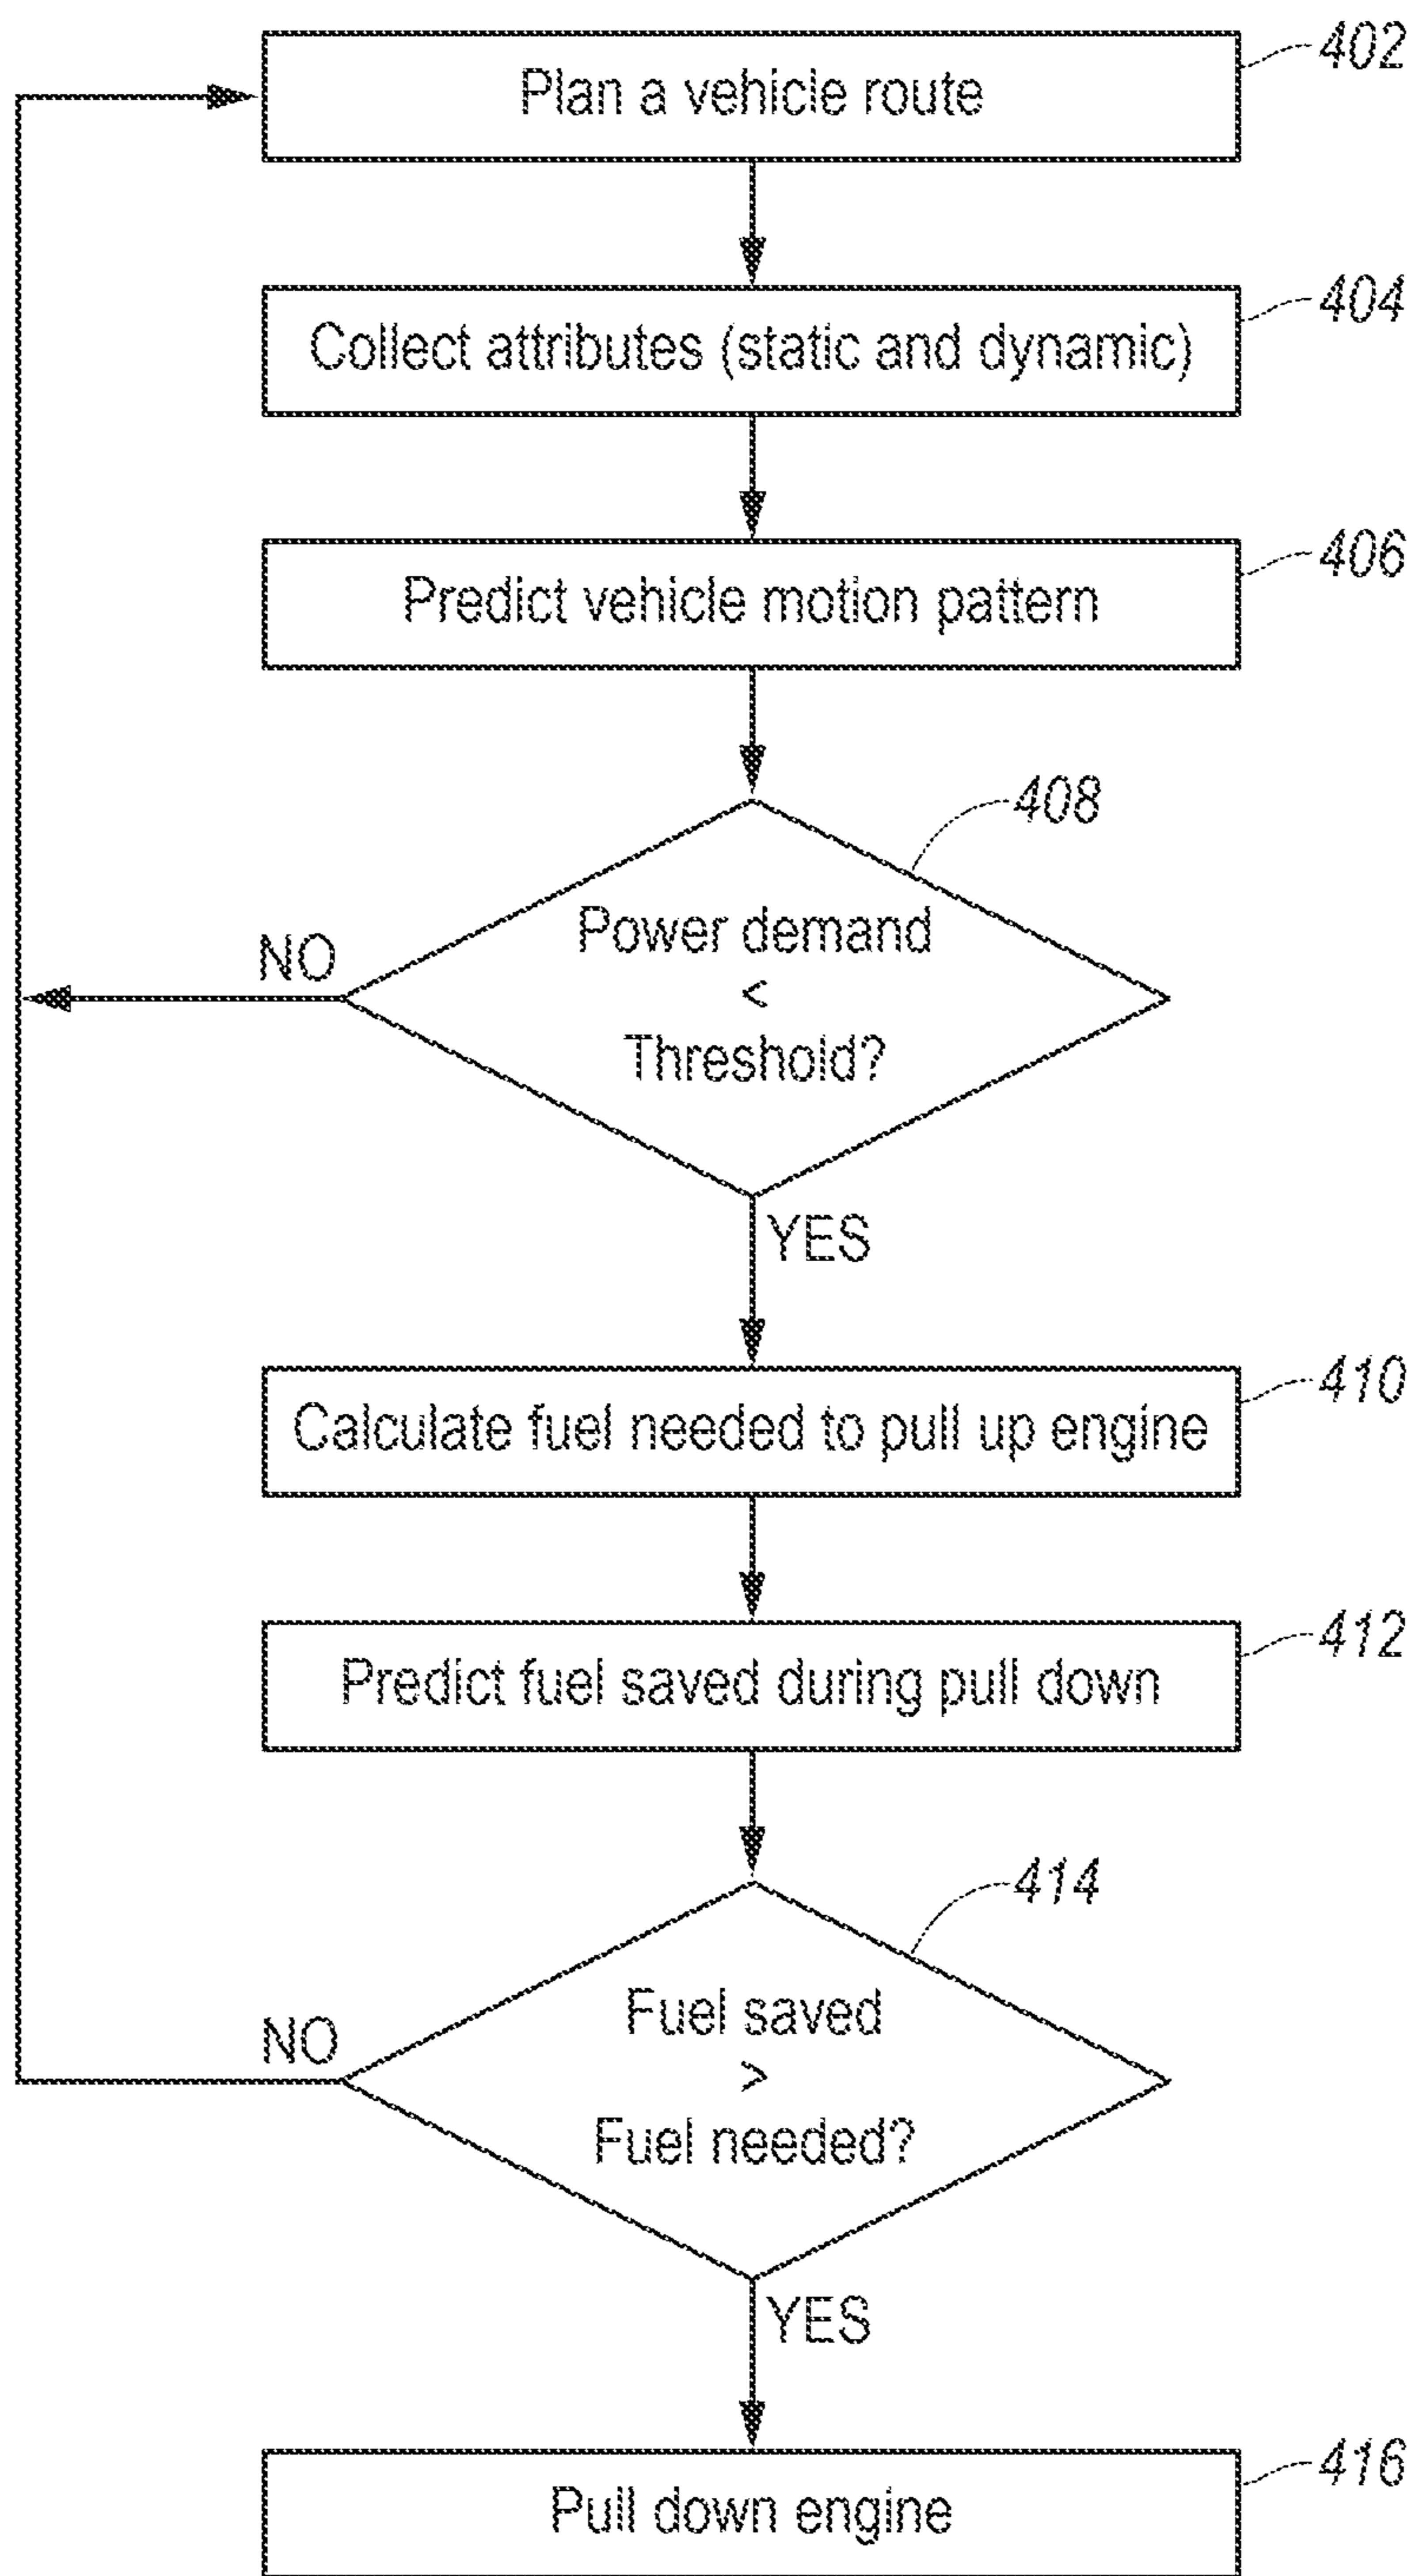 402
Plan a vehicle route
404
Collect attributes (static and dynamic)
406
Predict vehicle motion pattern
408
Power demand
<
Threshold?
NO
YES
410
Calculate fuel needed to pull up engine
412
Predict fuel saved during pull down
414
Fuel saved
>
Fuel needed?
NO
YES
416
Pull down engine